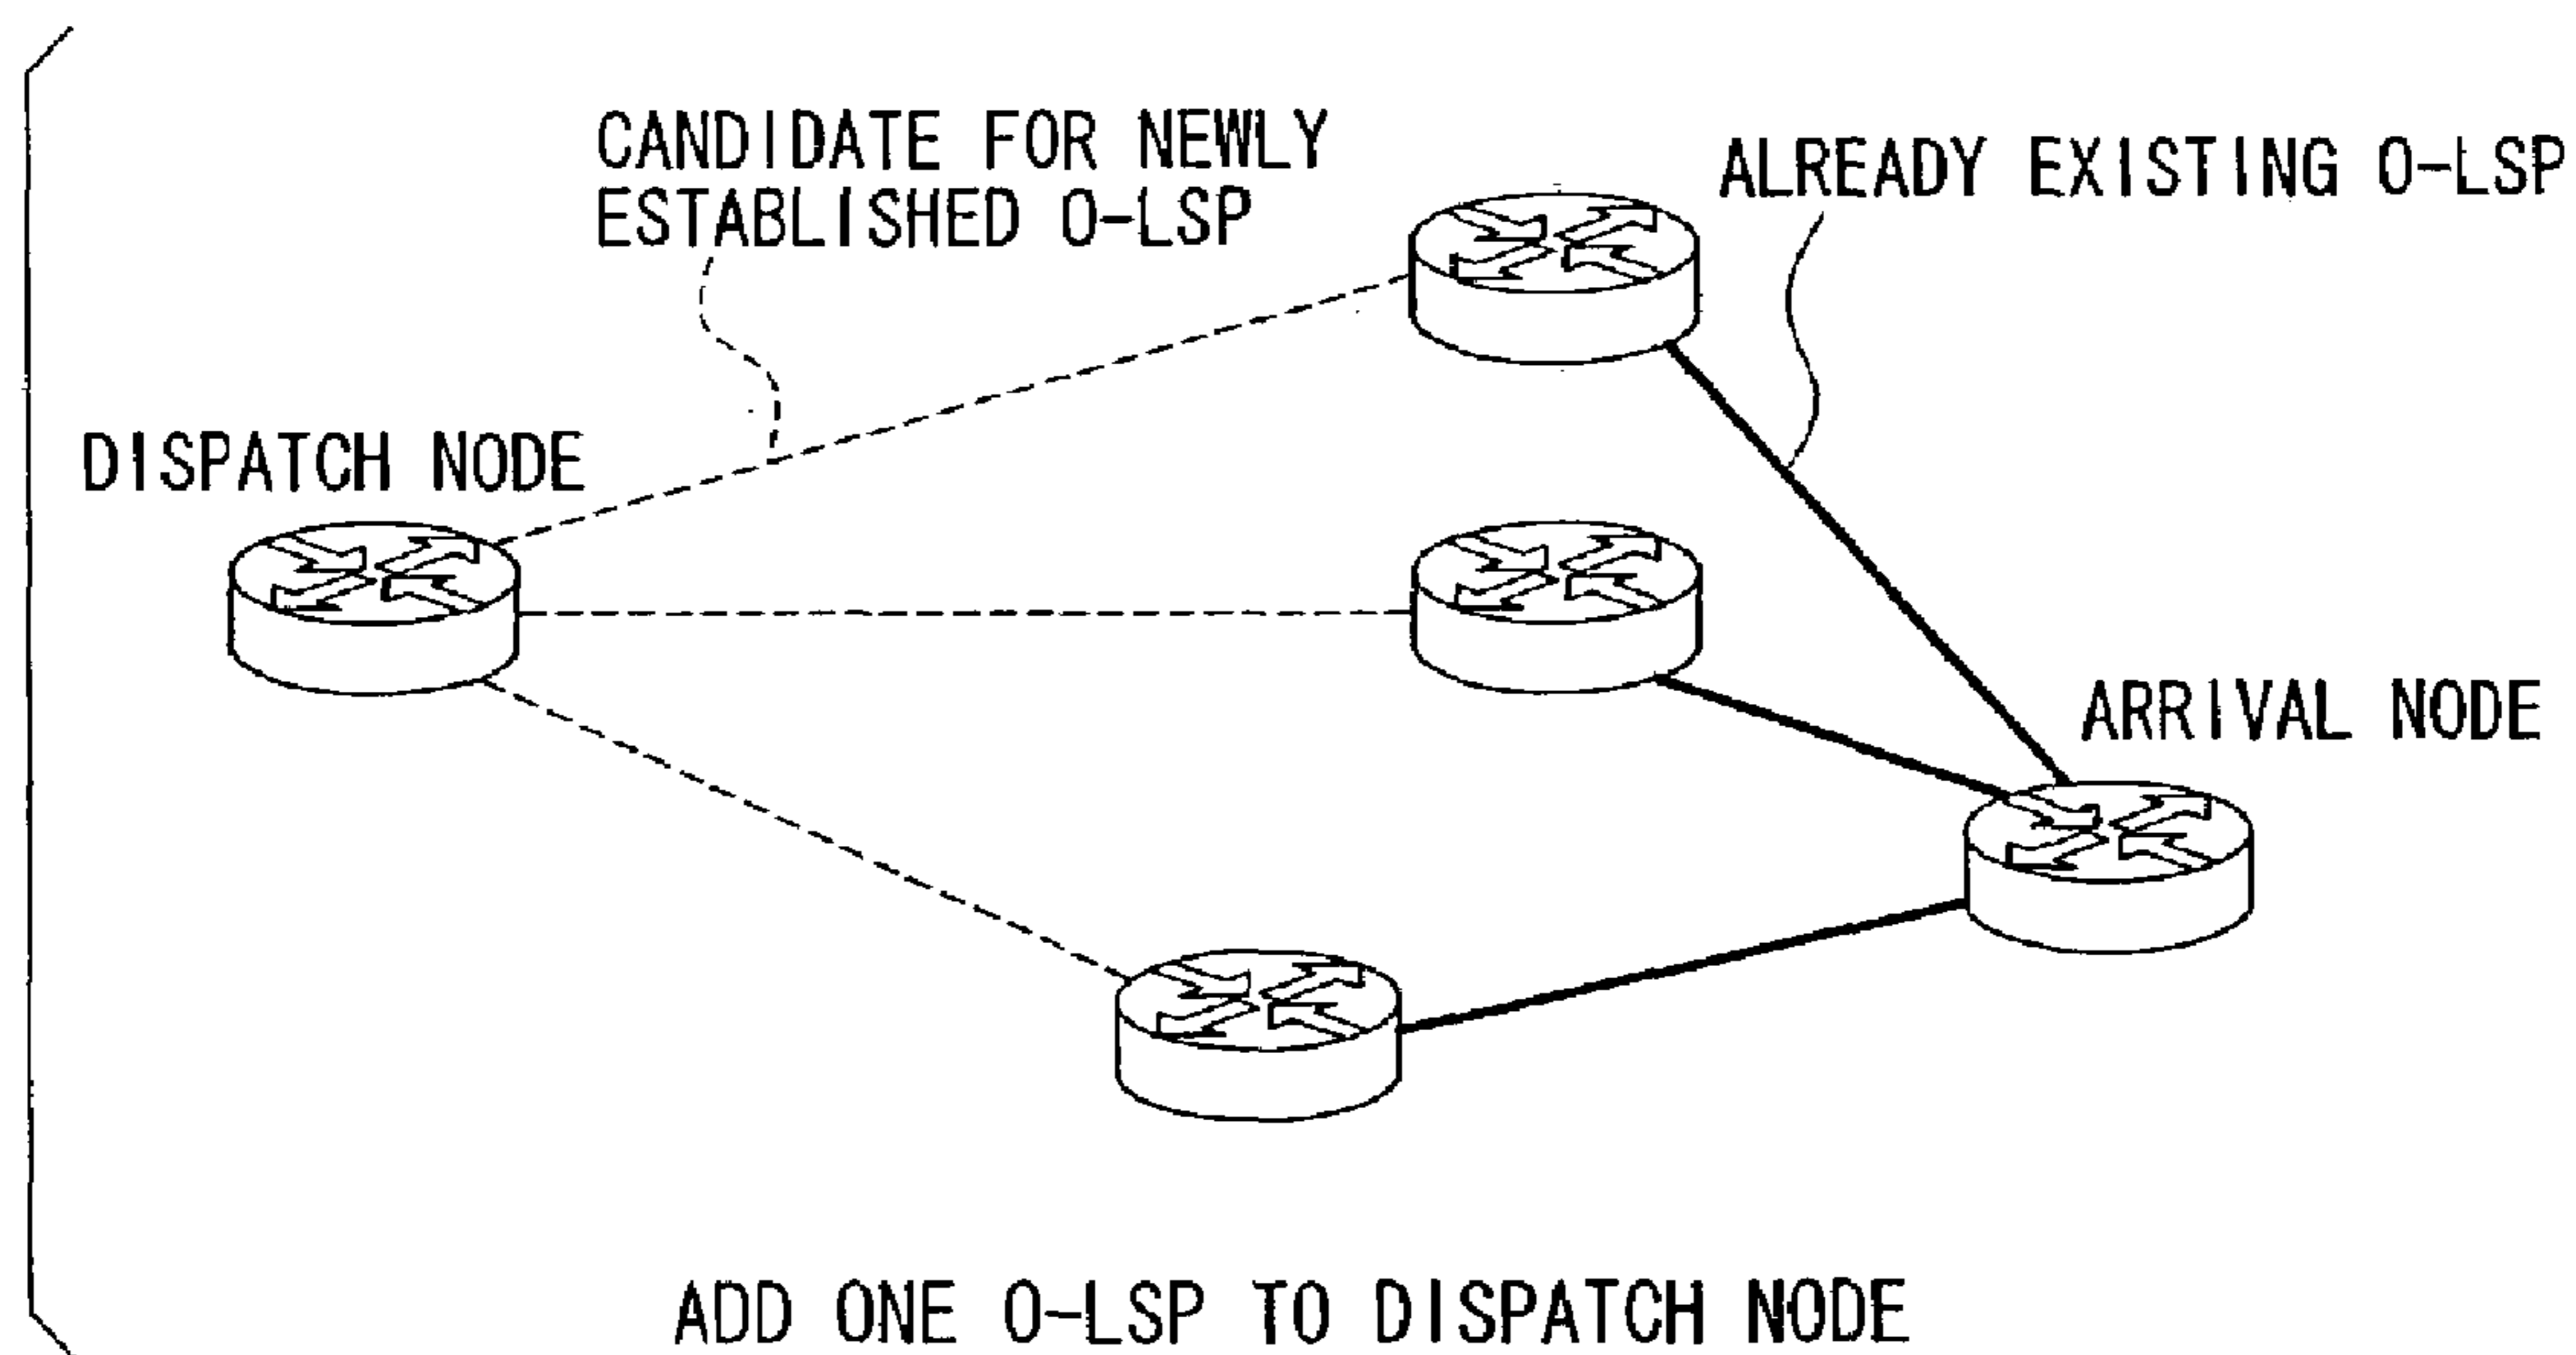 CANDIDATE FOR NEWLY
ESTABLISHED O-LSP
ALREADY EXISTING O-LSP
DISPATCH NODE
ARRIVAL NODE
ADD ONE O-LSP TO DISPATCH NODE